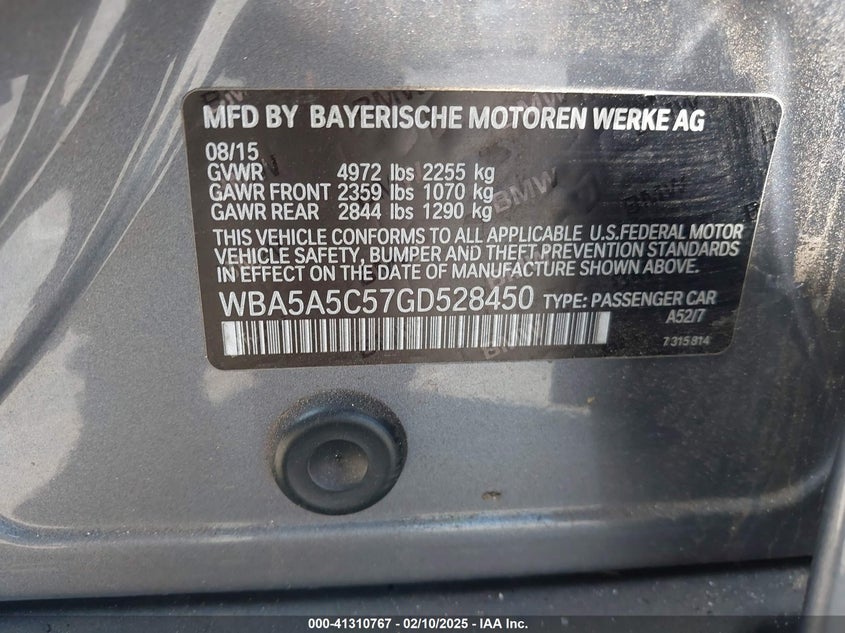 MFD BY BAYERISCHE MOTOREN WERKE AG
08/15
GVWR 4972 lbs 2255 kg
GAWR FRONT 2359 lbs 1070 kg
GAWR REAR 2844 lbs 1290 kg
THIS VEHICLE CONFORMS TO ALL APPLICABLE U.S.FEDERAL MOTOR
VEHICLE SAFETY, BUMPER AND THEFT PREVENTION STANDARDS
IN EFFECT ON THE DATE OF MANUFACTURE SHOWN ABOVE.
WBA5A5C57GD528450 TYPE: PASSENGER CAR
A52/7
7 315 814
000-41310767 - 02/10/2025 - IAA Inc.